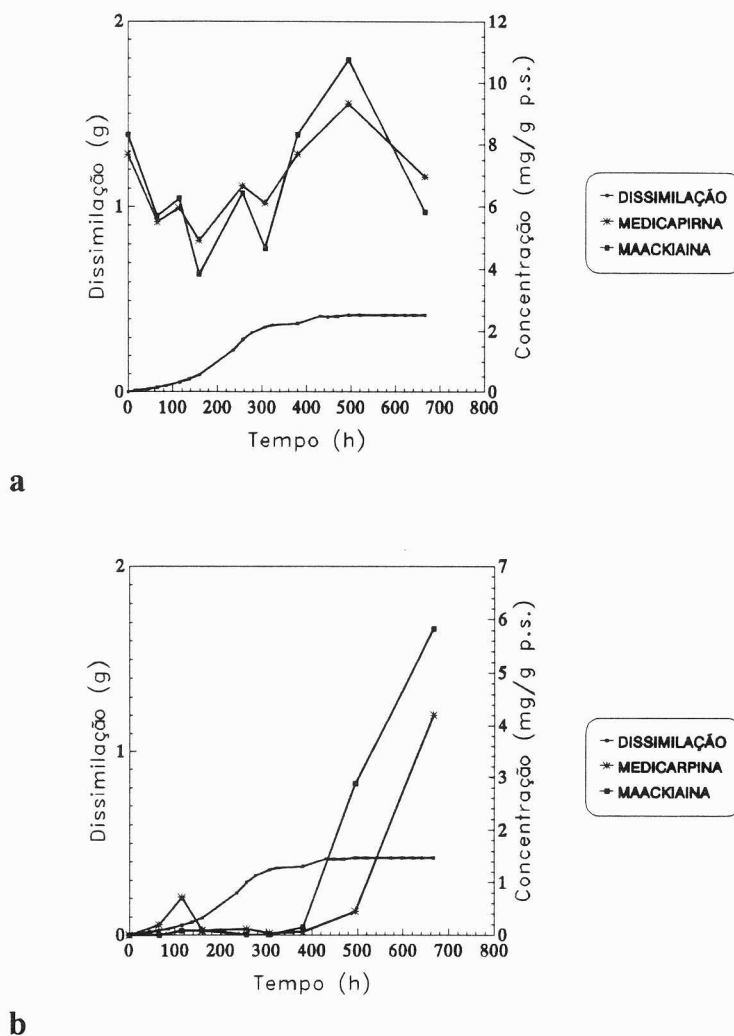 2
12
10
8
1
6
4
2
0
0
0 100 200 300 400 500 600 700 800
Dissimilação (g)
Concentração (mg/g p.s.)
Tempo (h)
DISSIMILAÇÃO
MEDICAPIRNA
MAACKIAINA
a
2
7
6
5
1
4
3
2
1
0
0
0 100 200 300 400 500 600 700 800
Dissimilação (g)
Concentração (mg/g p.s.)
Tempo (h)
DISSIMILAÇÃO
MEDICARPINA
MAACKIAINA
b